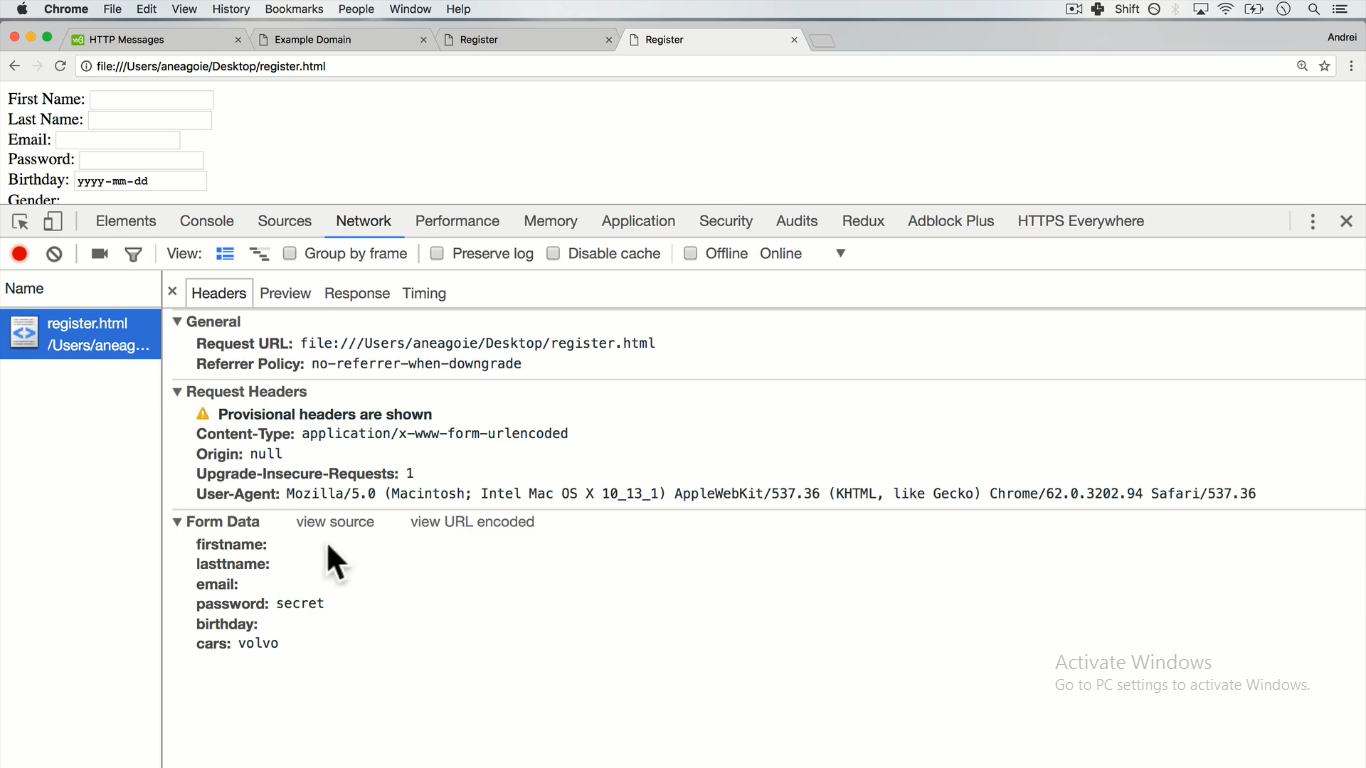 Chrome File Edit View History Bookmarks People Window Help Shift
HTTP Messages Example Domain Register Register Andrei
file:///Users/aneagoie/Desktop/register.html
First Name:
Last Name:
Email:
Password:
Birthday: yyyy-mm-dd
Gender:
Elements Console Sources Network Performance Memory Application Security Audits Redux Adblock Plus HTTPS Everywhere
View: Group by frame Preserve log Disable cache Offline Online
Name
Headers Preview Response Timing
register.html
/Users/aneag...
General
Request URL: file:///Users/aneagoie/Desktop/register.html
Referrer Policy: no-referrer-when-downgrade
Request Headers
Provisional headers are shown
Content-Type: application/x-www-form-urlencoded
Origin: null
Upgrade-Insecure-Requests: 1
User-Agent: Mozilla/5.0 (Macintosh; Intel Mac OS X 10_13_1) AppleWebKit/537.36 (KHTML, like Gecko) Chrome/62.0.3202.94 Safari/537.36
Form Data view source view URL encoded
firstname:
lasttname:
email:
password: secret
birthday:
cars: volvo
Activate Windows
Go to PC settings to activate Windows.